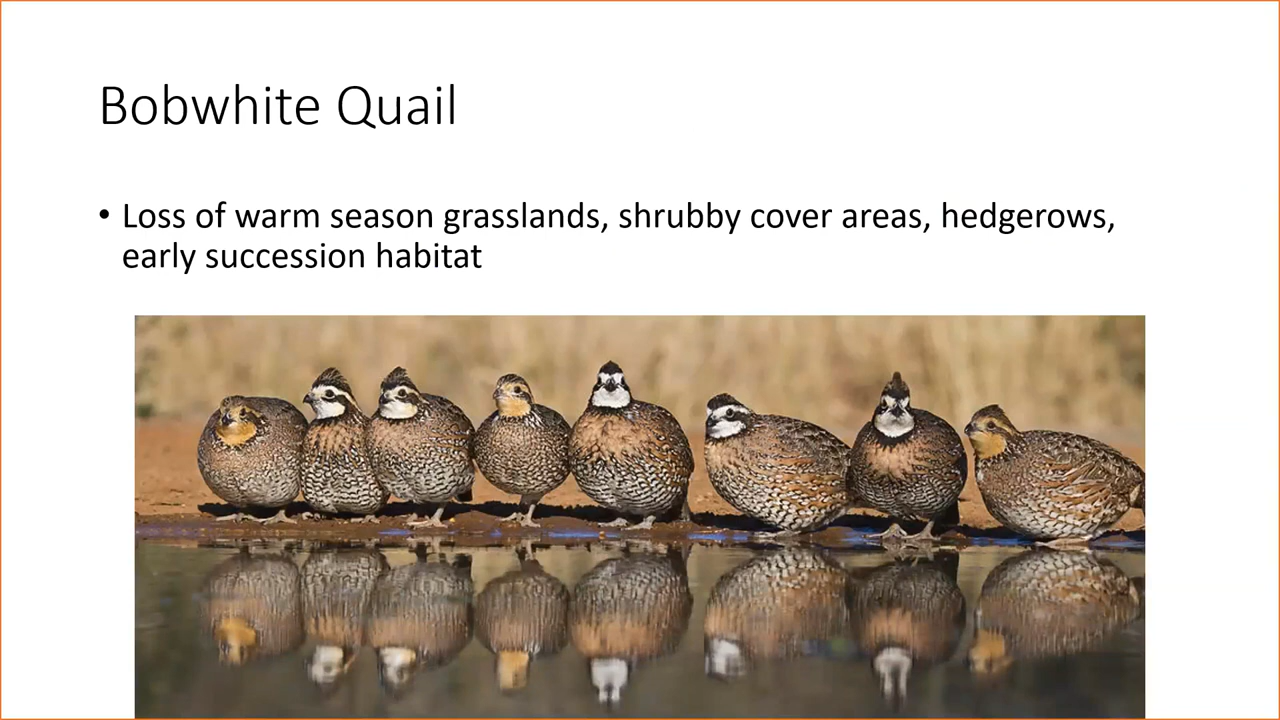 Bobwhite Quail
• Loss of warm season grasslands, shrubby cover areas, hedgerows,
early succession habitat